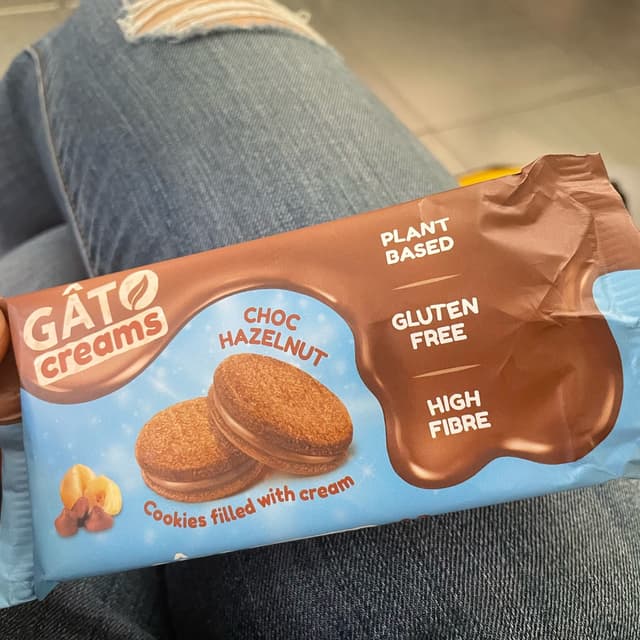 GÂTO
creams
CHOC
HAZELNUT
Cookies filled with cream
PLANT
BASED
GLUTEN
FREE
HIGH
FIBRE